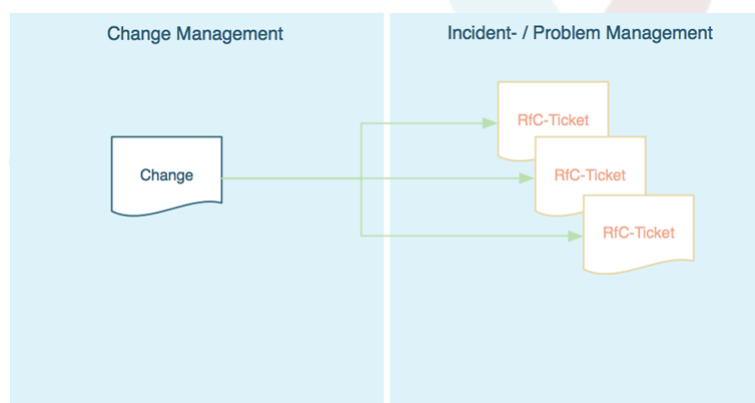 Change Management
Incident- / Problem Management
RfC-Ticket
Change
RfC-Ticket
RfC-Ticket